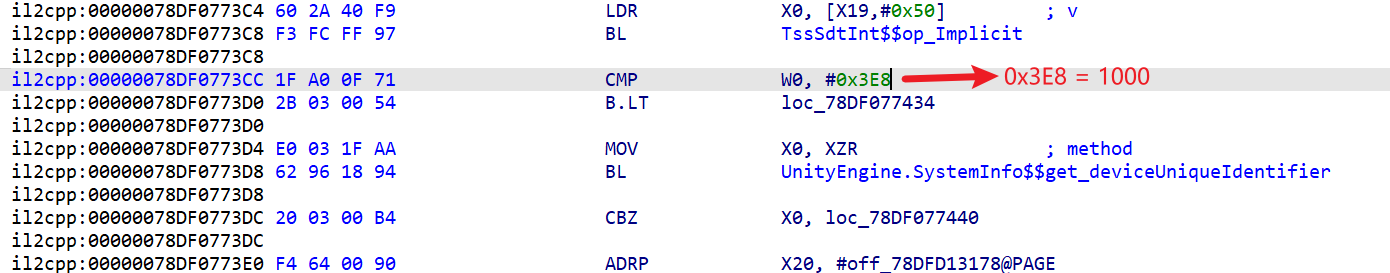 il2cpp:00000078DF0773C4 60 2A 40 F9 LDR X0, [X19,#0x50] ; v
il2cpp:00000078DF0773C8 F3 FC FF 97 BL TssSdtInt$$op_Implicit
il2cpp:00000078DF0773C8
il2cpp:00000078DF0773CC 1F A0 0F 71 CMP W0, #0x3E8 0x3E8 = 1000
il2cpp:00000078DF0773D0 2B 03 00 54 B.LT loc_78DF077434
il2cpp:00000078DF0773D0
il2cpp:00000078DF0773D4 E0 03 1F AA MOV X0, XZR ; method
il2cpp:00000078DF0773D8 62 96 18 94 BL UnityEngine.SystemInfo$$get_deviceUniqueIdentifier
il2cpp:00000078DF0773D8
il2cpp:00000078DF0773DC 20 03 00 B4 CBZ X0, loc_78DF077440
il2cpp:00000078DF0773DC
il2cpp:00000078DF0773E0 F4 64 00 90 ADRP X20, #off_78DFD13178@PAGE